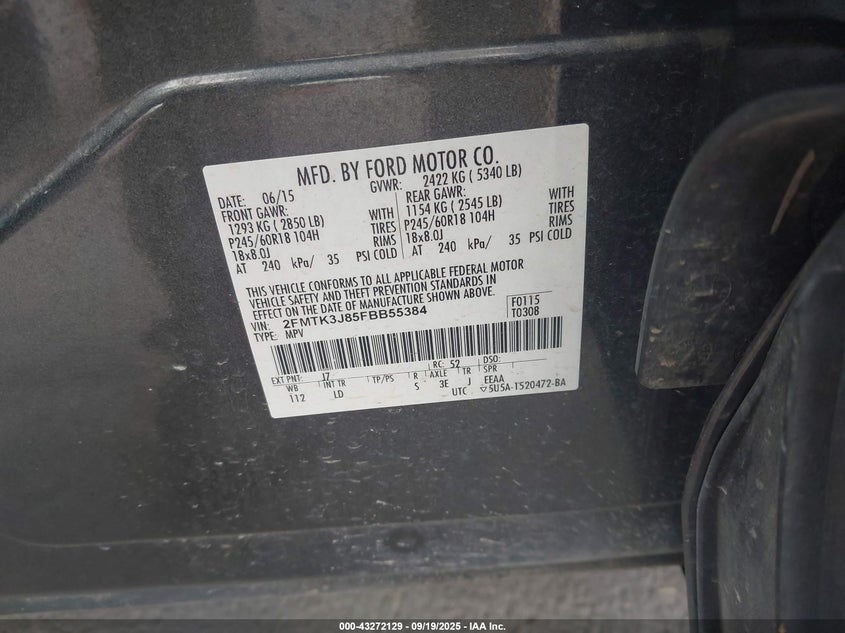 MFD. BY FORD MOTOR CO.
DATE: 06/15 GVWR: 2422 KG ( 5340 LB)
FRONT GAWR: REAR GAWR:
1293 KG ( 2850 LB) WITH 1154 KG ( 2545 LB) WITH
P245/60R18 104H TIRES P245/60R18 104H TIRES
18x8.0J RIMS 18x8.0J RIMS
AT 240 kPa/ 35 PSI COLD AT 240 kPa/ 35 PSI COLD
THIS VEHICLE CONFORMS TO ALL APPLICABLE FEDERAL MOTOR
VEHICLE SAFETY AND THEFT PREVENTION STANDARDS IN
EFFECT ON THE DATE OF MANUFACTURE SHOWN ABOVE.
VIN: 2FMTK3J85FBB55384 F0115
TYPE: MPV T030B
EXT PNT: J7 RC: 52 DSO:
WB INT TR TP/PS R AXLE TR SPR
112 LD S 3E J EEAA
UTC 5U5A-1520472-BA
000-43272129 - 09/19/2025 - IAA Inc.